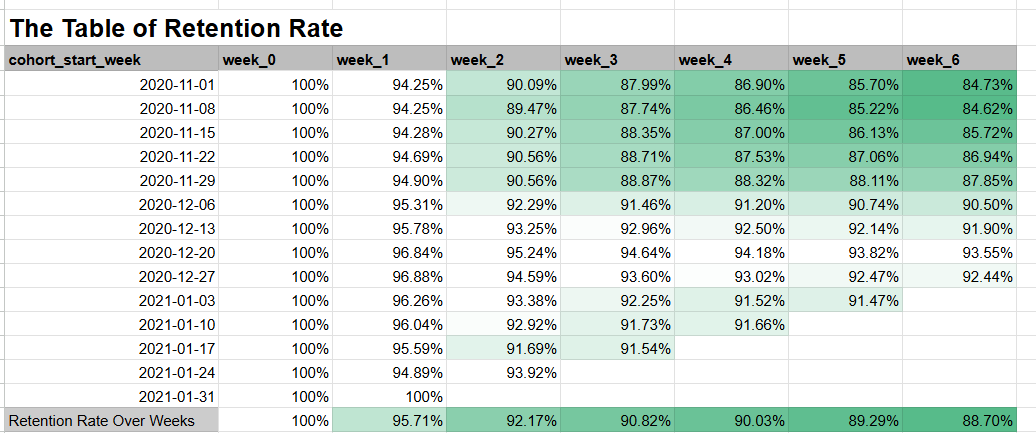 The Table of Retention Rate
cohort_start_week week_0 week_1 week_2 week_3 week_4 week_5 week_6
2020-11-01 100% 94.25% 90.09% 87.99% 86.90% 85.70% 84.73%
2020-11-08 100% 94.25% 89.47% 87.74% 86.46% 85.22% 84.62%
2020-11-15 100% 94.28% 90.27% 88.35% 87.00% 86.13% 85.72%
2020-11-22 100% 94.69% 90.56% 88.71% 87.53% 87.06% 86.94%
2020-11-29 100% 94.90% 90.56% 88.87% 88.32% 88.11% 87.85%
2020-12-06 100% 95.31% 92.29% 91.46% 91.20% 90.74% 90.50%
2020-12-13 100% 95.78% 93.25% 92.96% 92.50% 92.14% 91.90%
2020-12-20 100% 96.84% 95.24% 94.64% 94.18% 93.82% 93.55%
2020-12-27 100% 96.88% 94.59% 93.60% 93.02% 92.47% 92.44%
2021-01-03 100% 96.26% 93.38% 92.25% 91.52% 91.47%
2021-01-10 100% 96.04% 92.92% 91.73% 91.66%
2021-01-17 100% 95.59% 91.69% 91.54%
2021-01-24 100% 94.89% 93.92%
2021-01-31 100% 100%
Retention Rate Over Weeks 100% 95.71% 92.17% 90.82% 90.03% 89.29% 88.70%